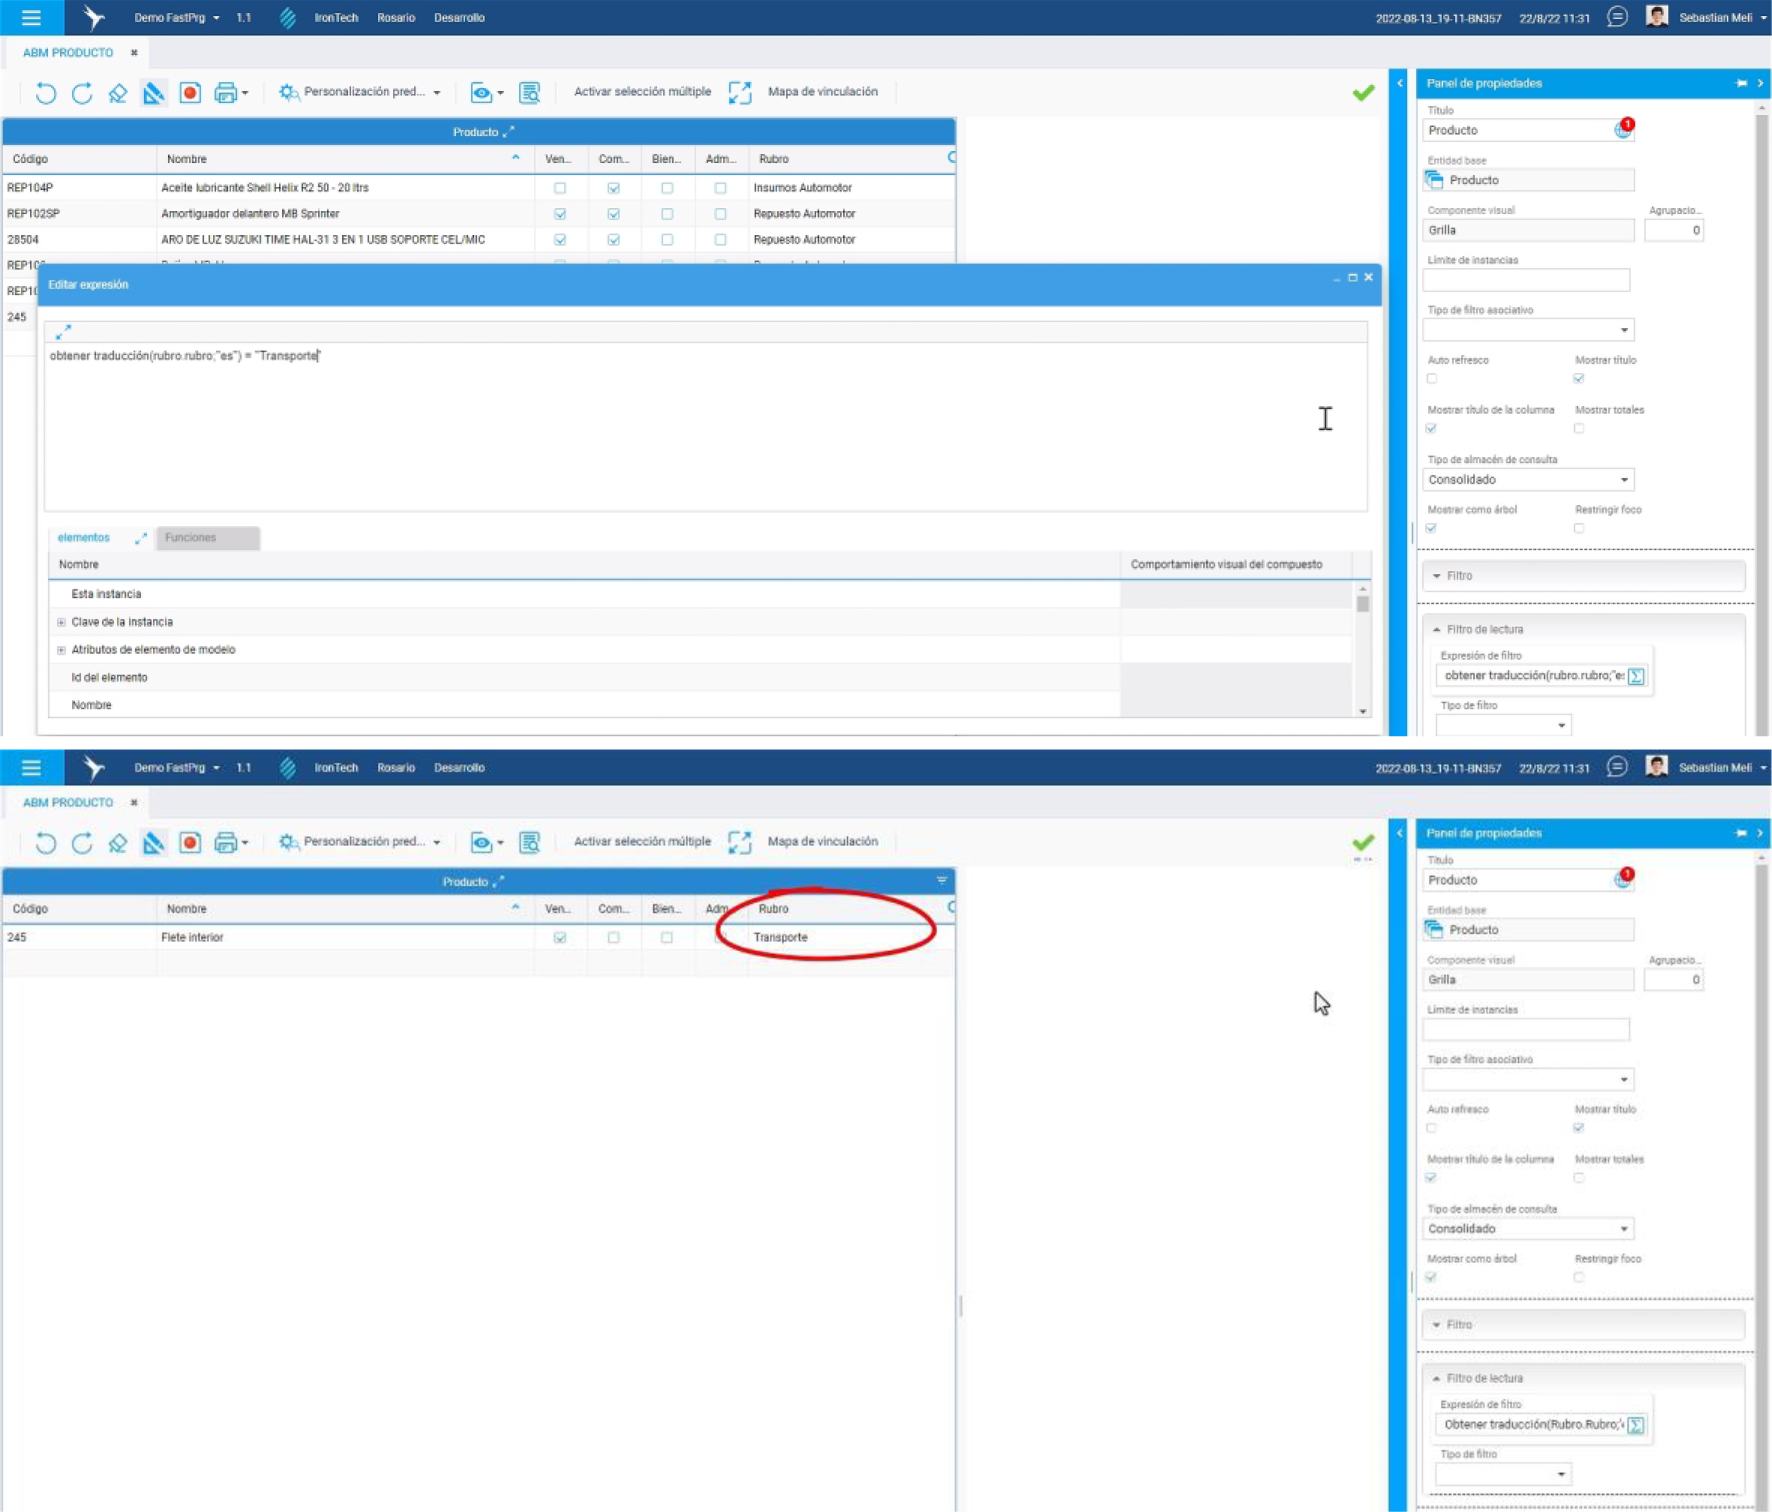 Demo FastPrg 1.1 IronTech Rosario Desarrollo 2022-08-13_19-11-BN357 22/8/22 11:31 Sebastian Meli
ABM PRODUCTO
Personalización pred... Activar selección múltiple Mapa de vinculación
Producto
Código Nombre Ven... Com... Bien... Adm... Rubro
REP104P Aceite lubricante Shell Helix R2 50 - 20 ltrs Insumos Automotor
REP102SP Amortiguador delantero MB Sprinter Repuesto Automotor
28504 ARO DE LUZ SUZUKI TIME HAL-31 3 EN 1 USB SOPORTE CEL/MIC Repuesto Automotor
245
Editar expresión
obtener traducción(rubro.rubro;"es") = "Transporte"
elementos Funciones
Nombre Comportamiento visual del compuesto
Esta instancia
Clave de la instancia
Atributos de elemento de modelo
Id del elemento
Nombre
Panel de propiedades
Título
Producto 1
Entidad base
Producto
Componente visual Agrupacio...
Grilla 0
Límite de instancias
Tipo de filtro asociativo
Auto refresco Mostrar título
Mostrar título de la columna Mostrar totales
Tipo de almacén de consulta
Consolidado
Mostrar como árbol Restringir foco
Filtro
Filtro de lectura
Expresión de filtro
obtener traducción(rubro.rubro;"es
Tipo de filtro
Demo FastPrg 1.1 IronTech Rosario Desarrollo 2022-08-13_19-11-BN357 22/8/22 11:31 Sebastian Meli
ABM PRODUCTO
Personalización pred... Activar selección múltiple Mapa de vinculación
Producto
Código Nombre Ven... Com... Bien... Adm... Rubro
245 Flete interior Transporte
Panel de propiedades
Título
Producto 1
Entidad base
Producto
Componente visual Agrupacio...
Grilla 0
Límite de instancias
Tipo de filtro asociativo
Auto refresco Mostrar título
Mostrar título de la columna Mostrar totales
Tipo de almacén de consulta
Consolidado
Mostrar como árbol Restringir foco
Filtro
Filtro de lectura
Expresión de filtro
Obtener traducción(Rubro.Rubro;
Tipo de filtro